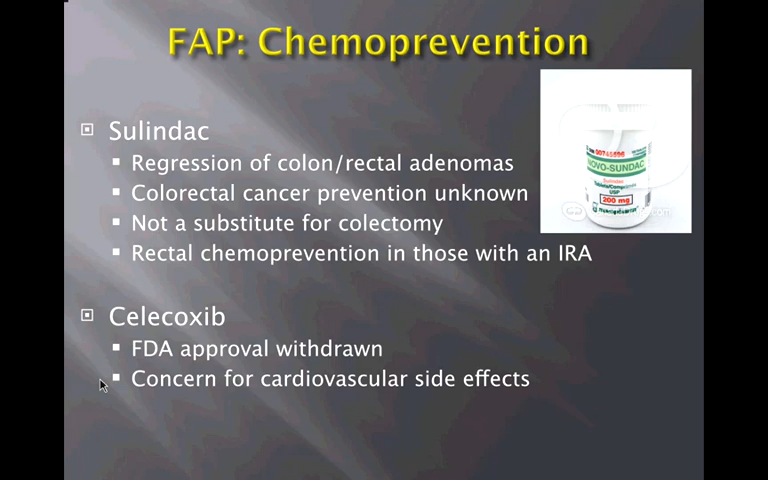 FAP: Chemoprevention
Sulindac
Regression of colon/rectal adenomas
Colorectal cancer prevention unknown
Not a substitute for colectomy
Rectal chemoprevention in those with an IRA
NOVO-SUNDAC
Sulindac
USP
200 mg
Celecoxib
FDA approval withdrawn
Concern for cardiovascular side effects